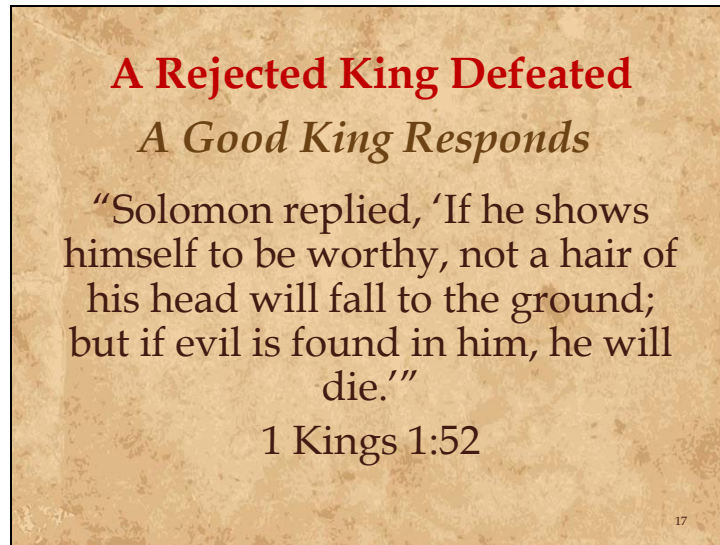 A Rejected King Defeated
A Good King Responds
“Solomon replied, ‘If he shows
himself to be worthy, not a hair of
his head will fall to the ground;
but if evil is found in him, he will
die.’”
1 Kings 1:52
17